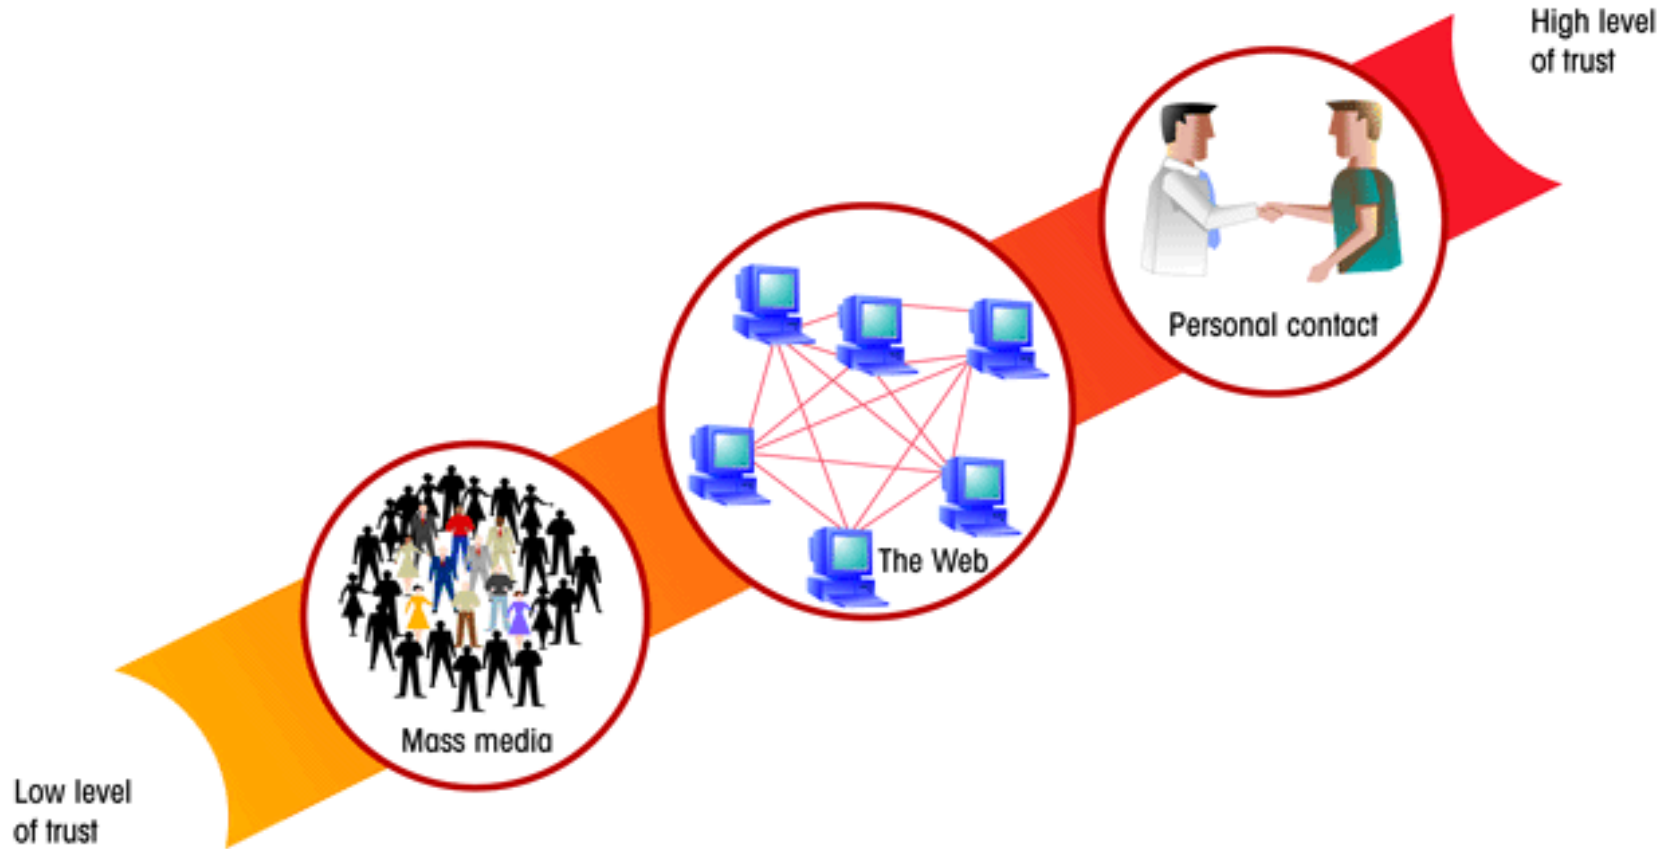 High level
of trust
Personal contact
The Web
Mass media
Low level
of trust